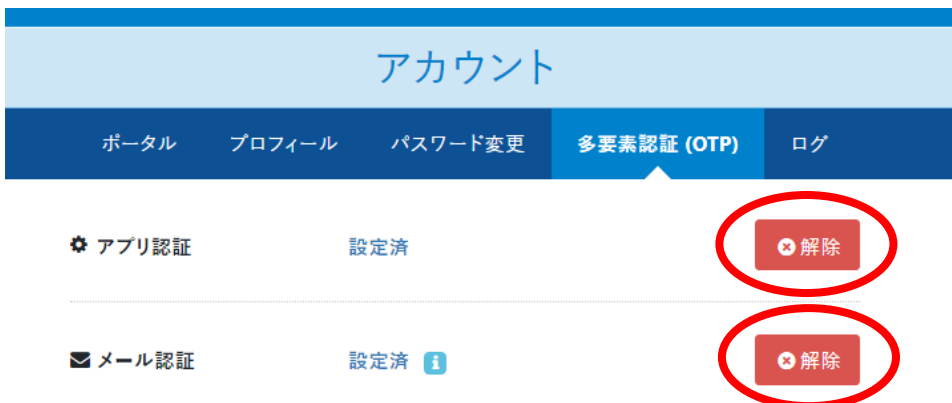 アカウント
ポータル プロフィール パスワード変更 多要素認証 (OTP) ログ
アプリ認証 設定済 解除
メール認証 設定済 i 解除